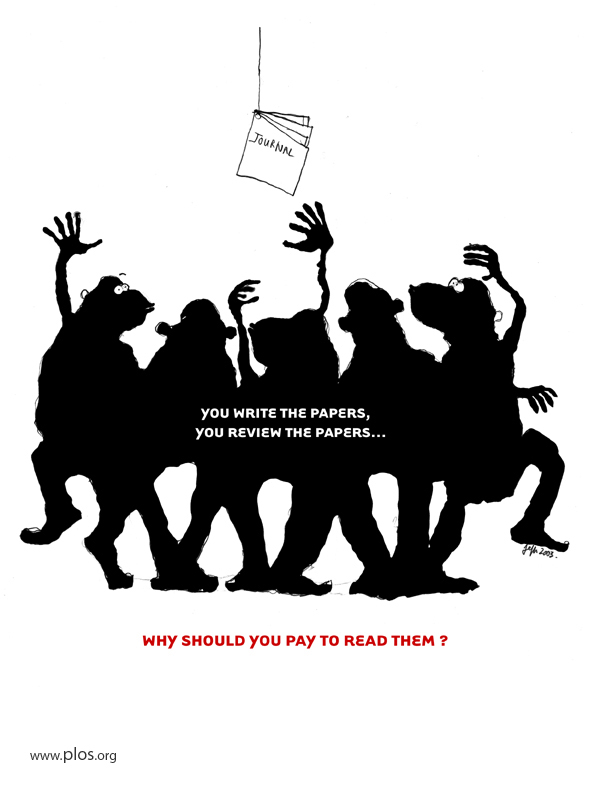 JOURNAL
YOU WRITE THE PAPERS,
YOU REVIEW THE PAPERS...
2003.
WHY SHOULD YOU PAY TO READ THEM ?
www.plos.org